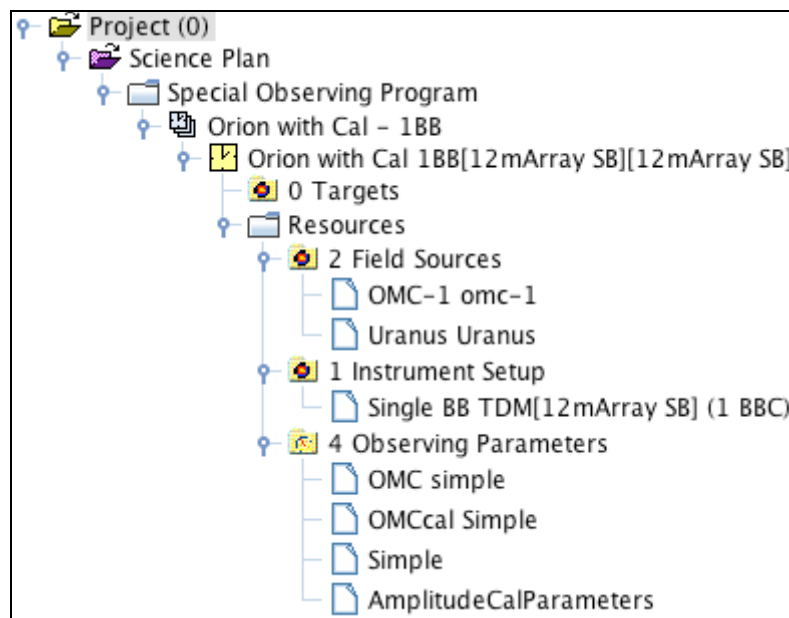 Project (0)
Science Plan
Special Observing Program
Orion with Cal - 1BB
Orion with Cal 1BB[12mArray SB][12mArray SB]
0 Targets
Resources
2 Field Sources
OMC-1 omc-1
Uranus Uranus
1 Instrument Setup
Single BB TDM[12mArray SB] (1 BBC)
4 Observing Parameters
OMC simple
OMCcal Simple
Simple
AmplitudeCalParameters